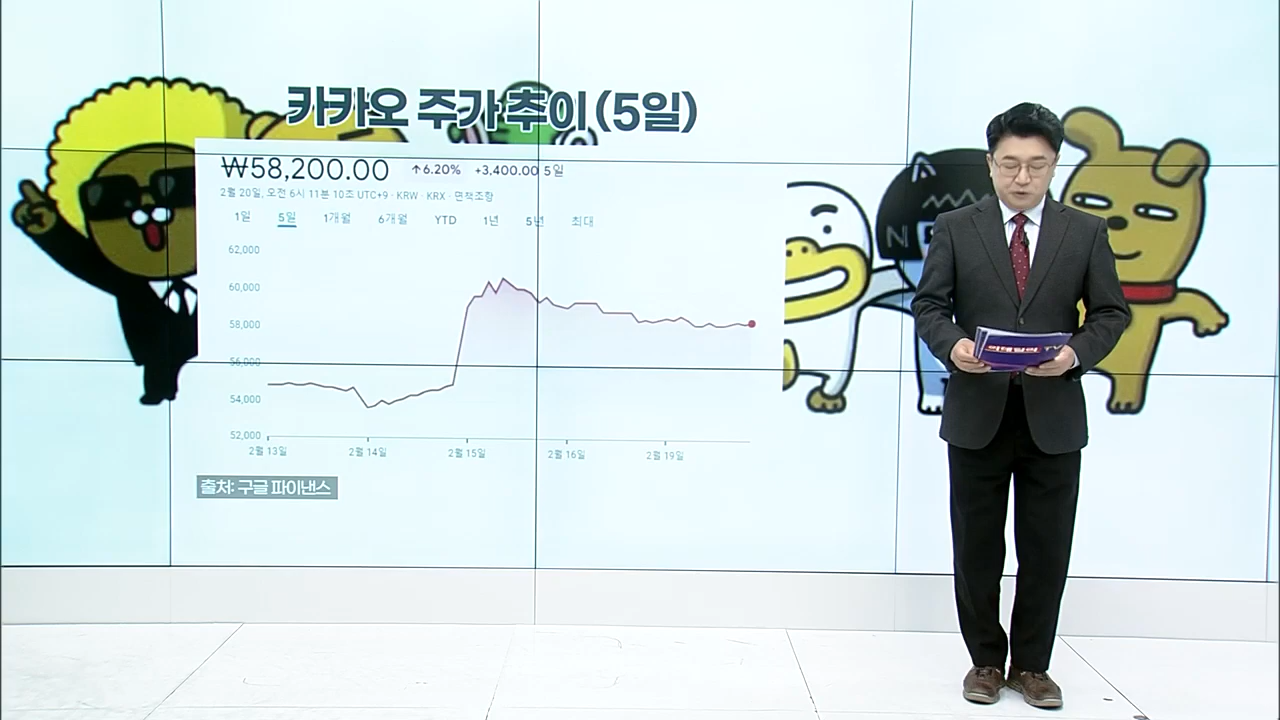 카카오 주가 추이 (5일)
₩58,200.00 ↑6.20% +3,400.00 5일
2월 20일, 오전 6시 11분 10초 UTC+9 · KRW · KRX · 면책조항
1일 5일 1개월 6개월 YTD 1년 5년 최대
62,000
60,000
58,000
56,000
54,000
52,000
2월 13일 2월 14일 2월 15일 2월 16일 2월 19일
출처: 구글 파이낸스
N
이데일리 TV